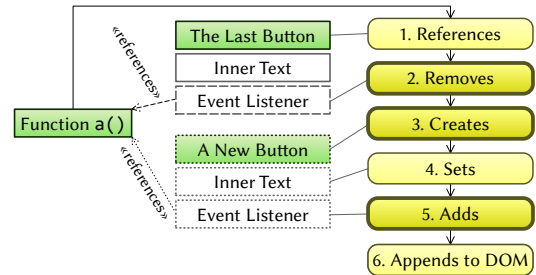 The Last Button
1. References
Inner Text
2. Removes
«references»
Event Listener
Function a()
3. Creates
A New Button
«references»
Inner Text
4. Sets
Event Listener
5. Adds
6. Appends to DOM